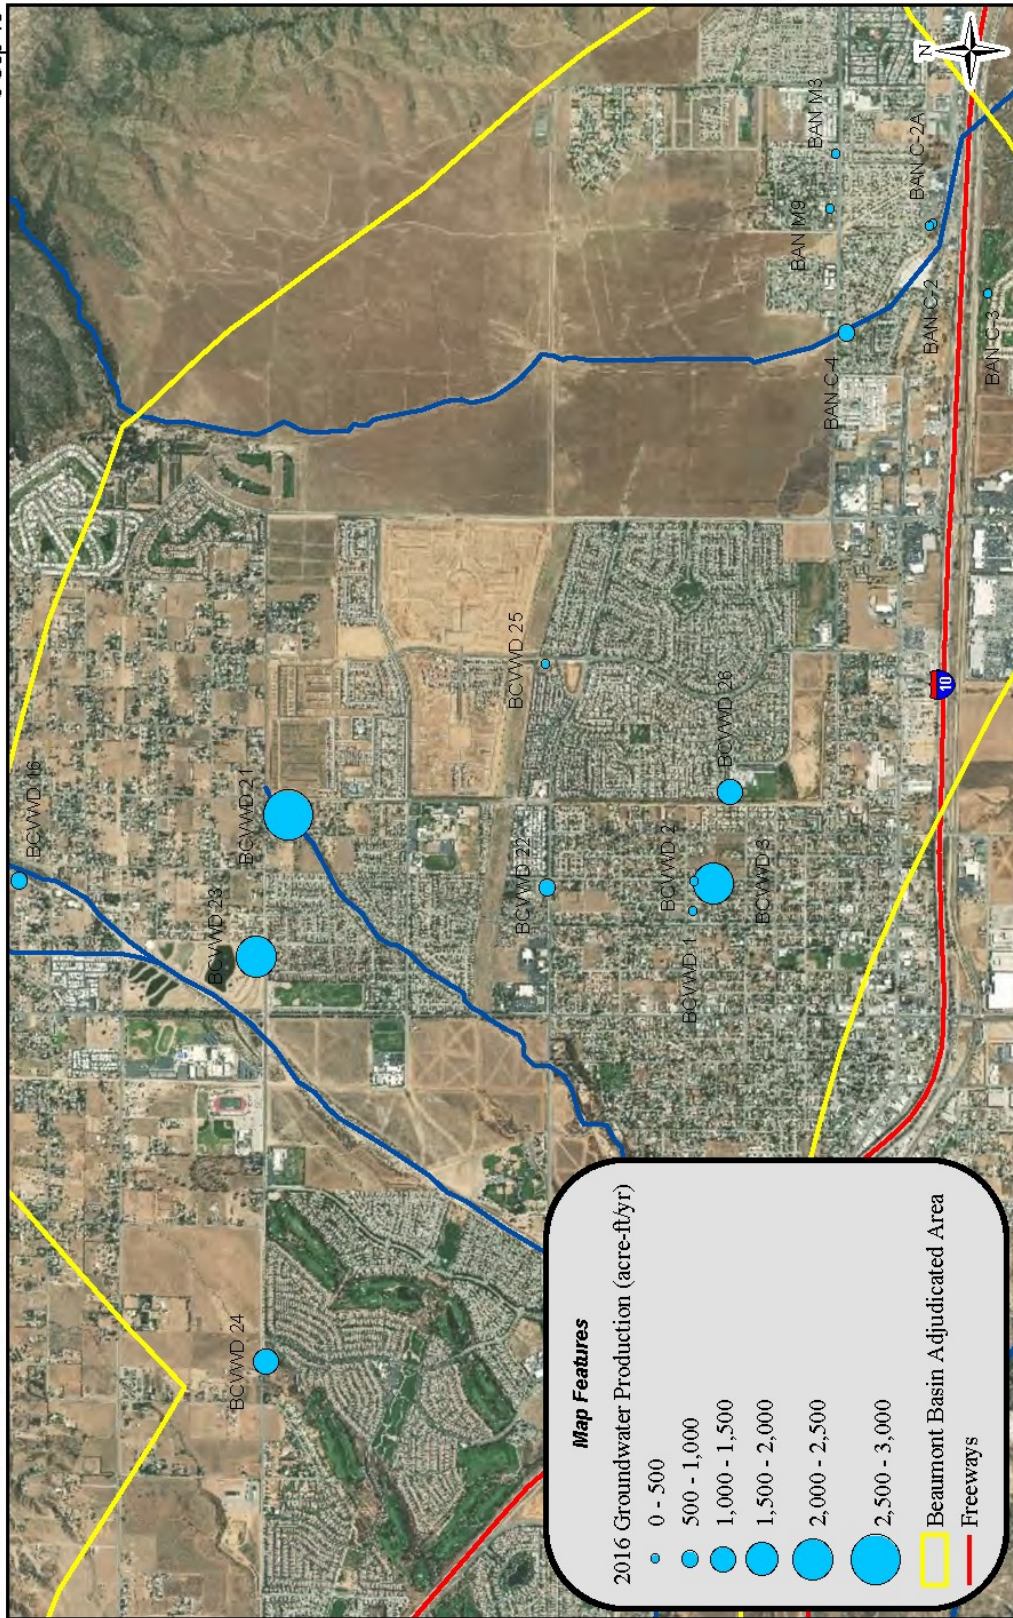 BCVWD 16
BCVWD 21
BCVWD 23
BCVWD 24
BCVWD 25
BCVWD 22
BCVWD 26
BCVWD 2
BCVWD 1
BCVWD 3
BAN M3
BAN M9
BAN C-2A
BAN C-4
BAN C-2
BAN C-3
N
10
Map Features
2016 Groundwater Production (acre-ft/yr)
0 - 500
500 - 1,000
1,000 - 1,500
1,500 - 2,000
2,000 - 2,500
2,500 - 3,000
Beaumont Basin Adjudicated Area
Freeways